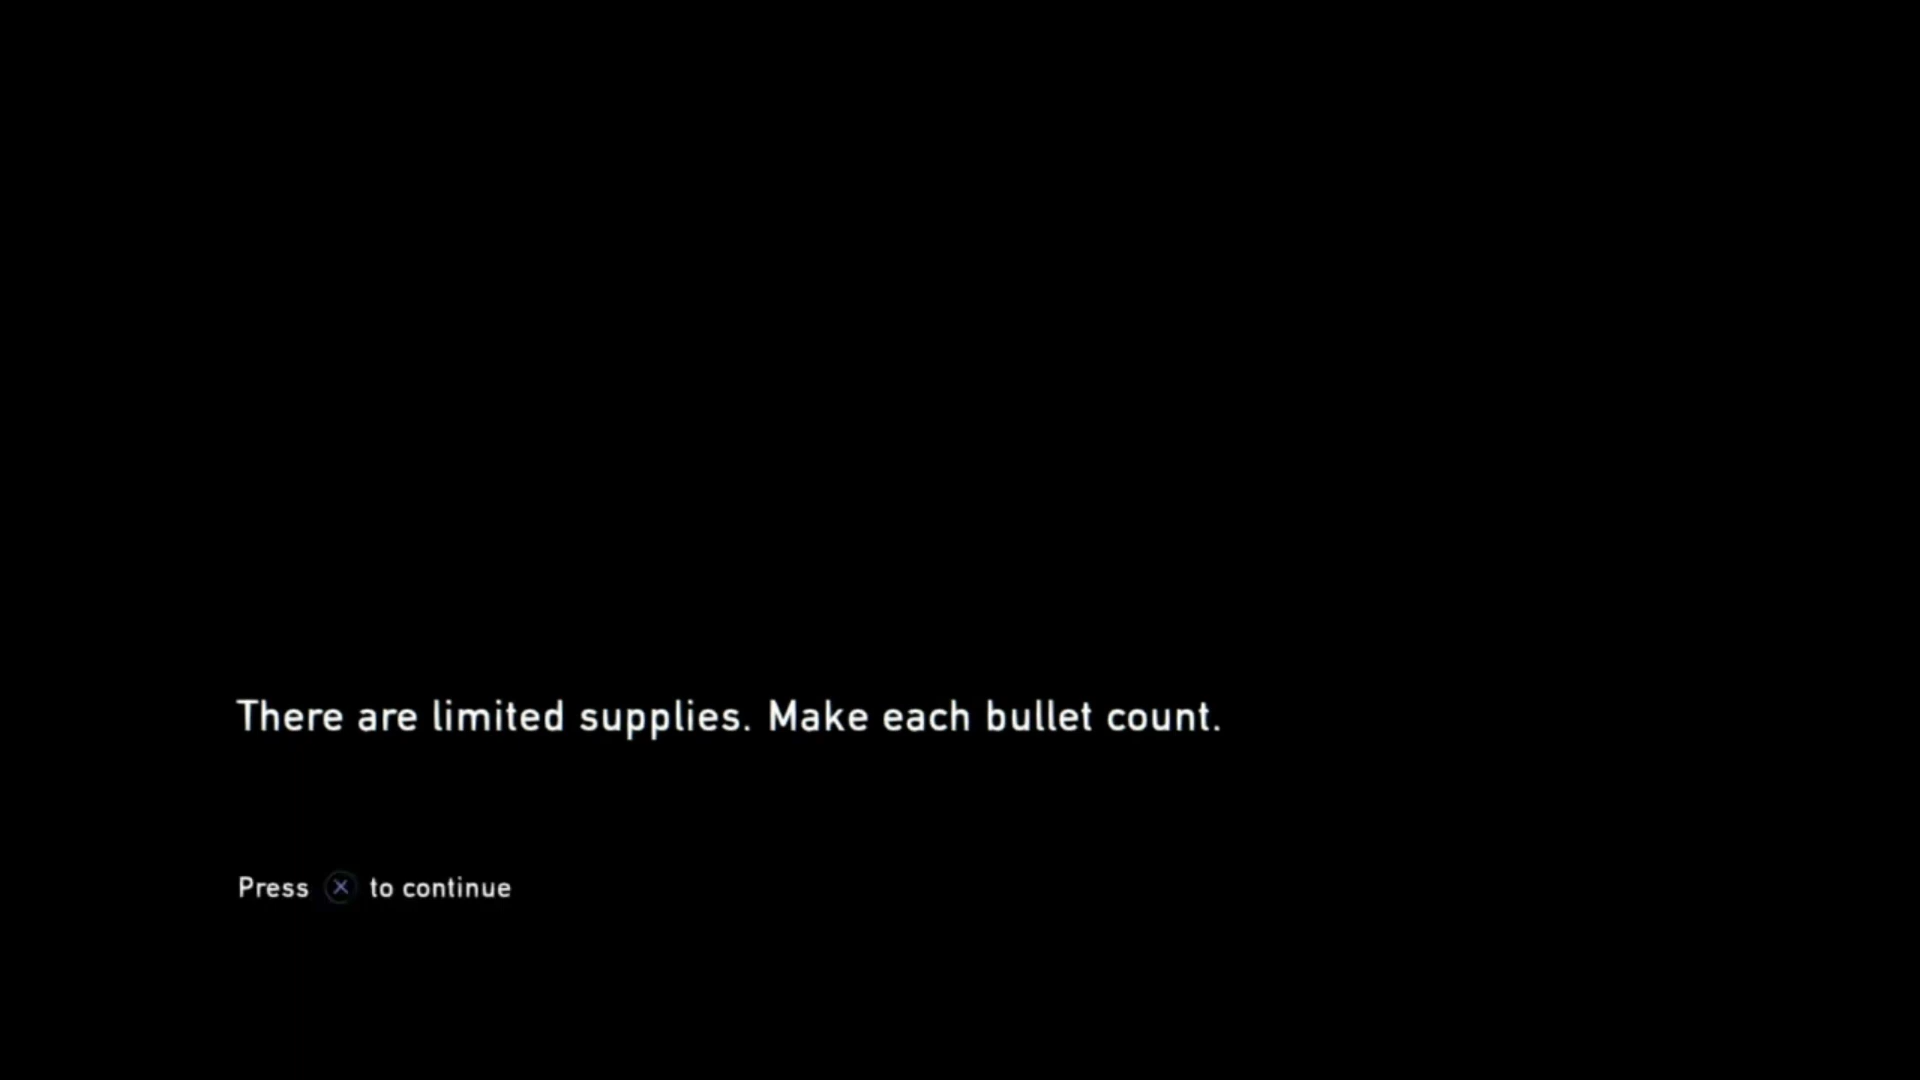 There are limited supplies. Make each bullet count.
Press ⓧ to continue